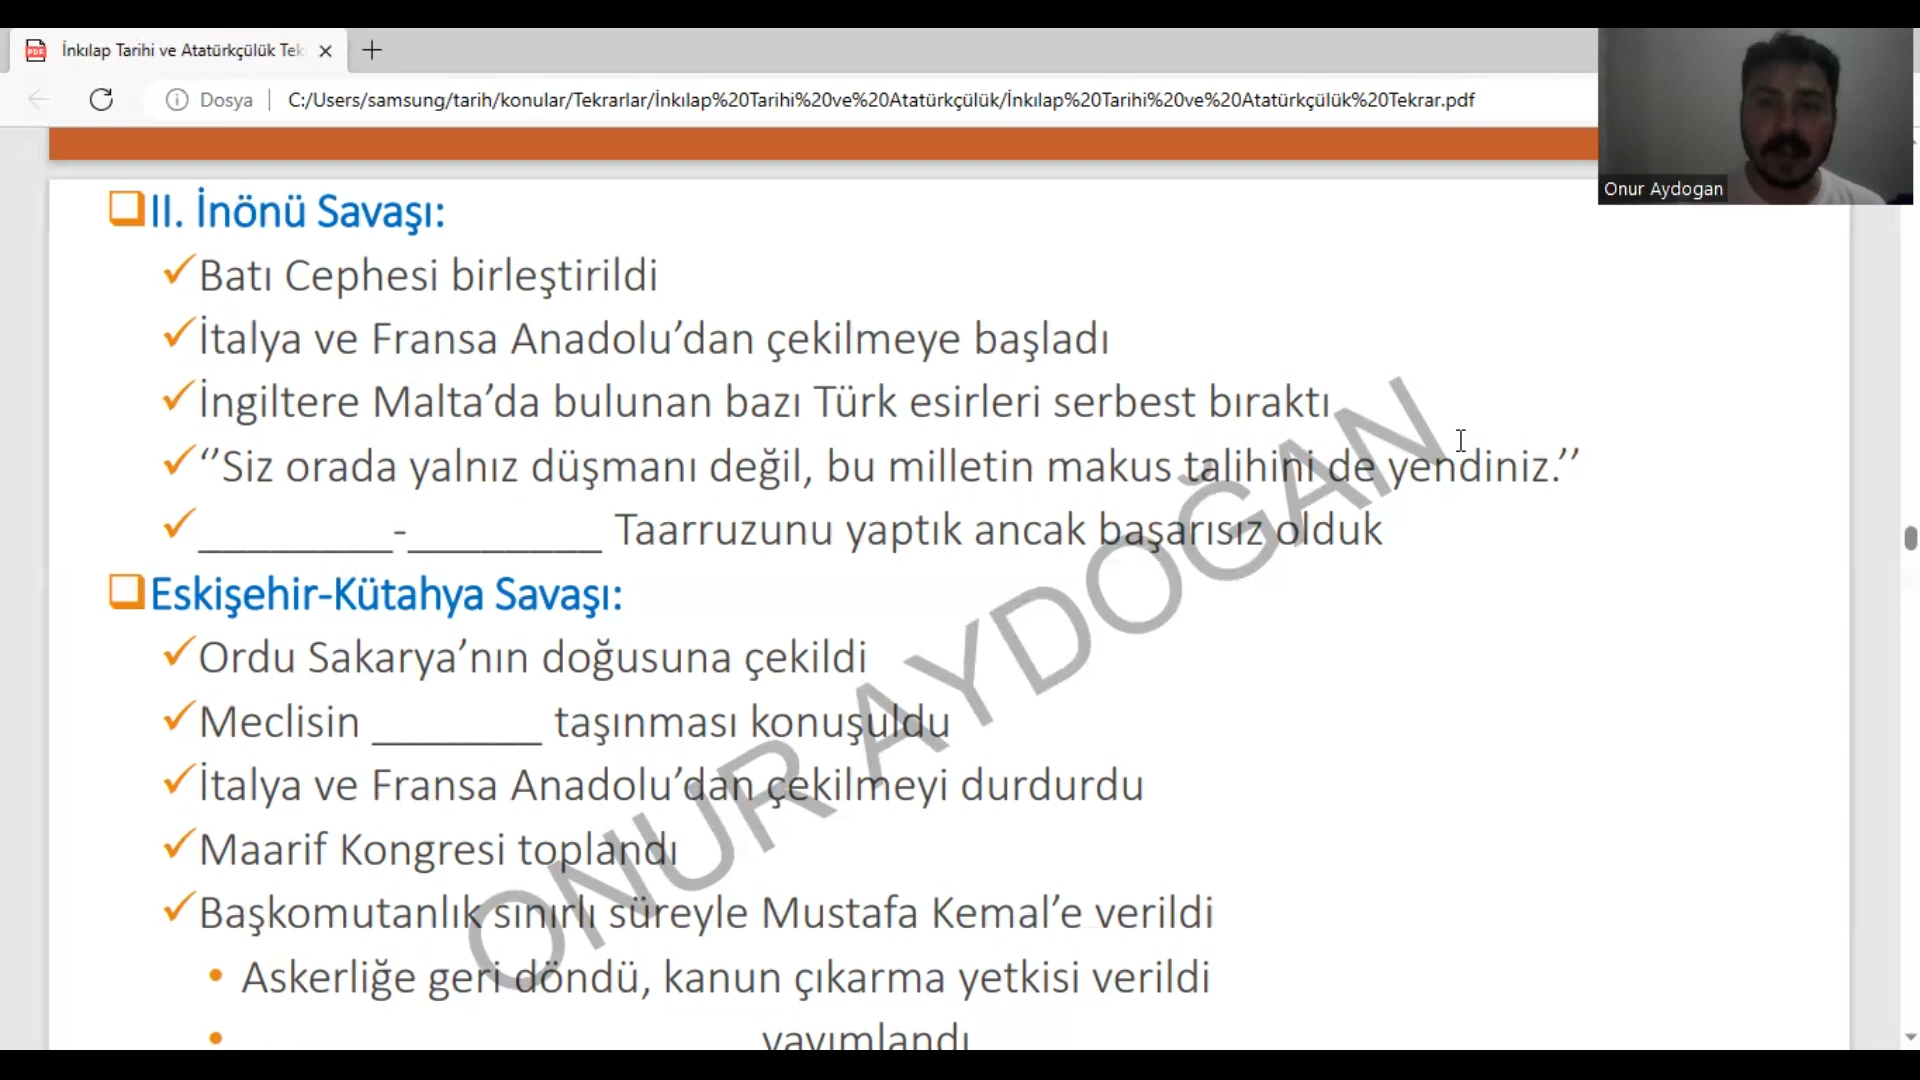 İnkılap Tarihi ve Atatürkçülük Tek
Dosya
C:/Users/samsung/tarih/konular/Tekrarlar/İnkılap%20Tarihi%20ve%20Atatürkçülük/İnkılap%20Tarihi%20ve%20Atatürkçülük%20Tekrar.pdf
Onur Aydogan
II. İnönü Savaşı:
Batı Cephesi birleştirildi
İtalya ve Fransa Anadolu’dan çekilmeye başladı
İngiltere Malta’da bulunan bazı Türk esirleri serbest bıraktı
‘’Siz orada yalnız düşmanı değil, bu milletin makus talihini de yendiniz.’’
________-________ Taarruzunu yaptık ancak başarısız olduk
Eskişehir-Kütahya Savaşı:
Ordu Sakarya’nın doğusuna çekildi
Meclisin _______ taşınması konuşuldu
İtalya ve Fransa Anadolu’dan çekilmeyi durdurdu
Maarif Kongresi toplandı
Başkomutanlık sınırlı süreyle Mustafa Kemal’e verildi
Askerliğe geri döndü, kanun çıkarma yetkisi verildi
yayımlandı
ONUR AYDOĞAN